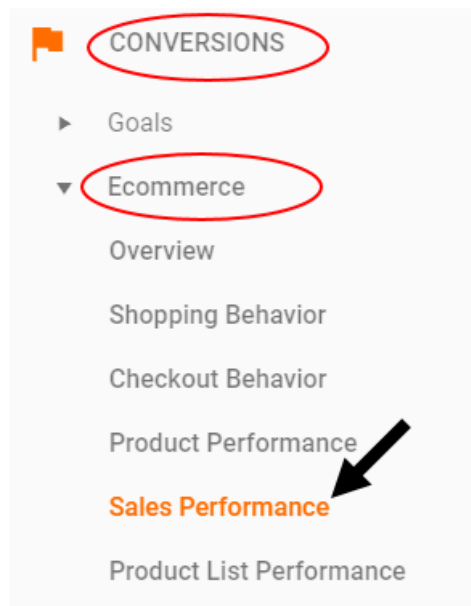 CONVERSIONS
Goals
Ecommerce
Overview
Shopping Behavior
Checkout Behavior
Product Performance
Sales Performance
Product List Performance